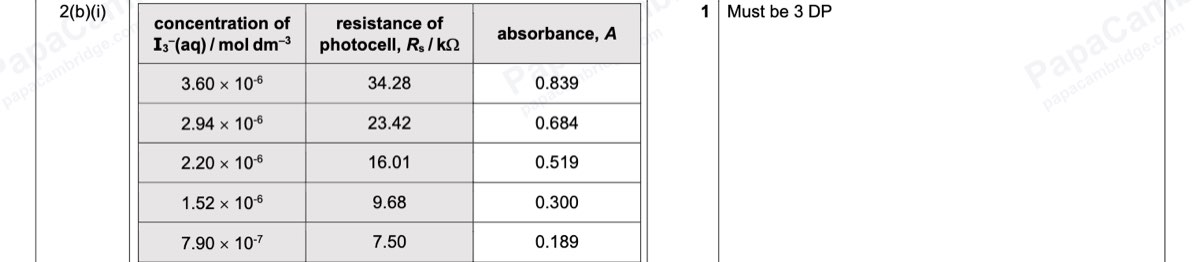 2(b)(i)
concentration of I₃⁻(aq) / mol dm⁻³ | resistance of photocell, Rₛ / kΩ | absorbance, A
3.60 × 10⁻⁶ | 34.28 | 0.839
2.94 × 10⁻⁶ | 23.42 | 0.684
2.20 × 10⁻⁶ | 16.01 | 0.519
1.52 × 10⁻⁶ | 9.68 | 0.300
7.90 × 10⁻⁷ | 7.50 | 0.189
1 Must be 3 DP
PapaCam
papacambridge.com